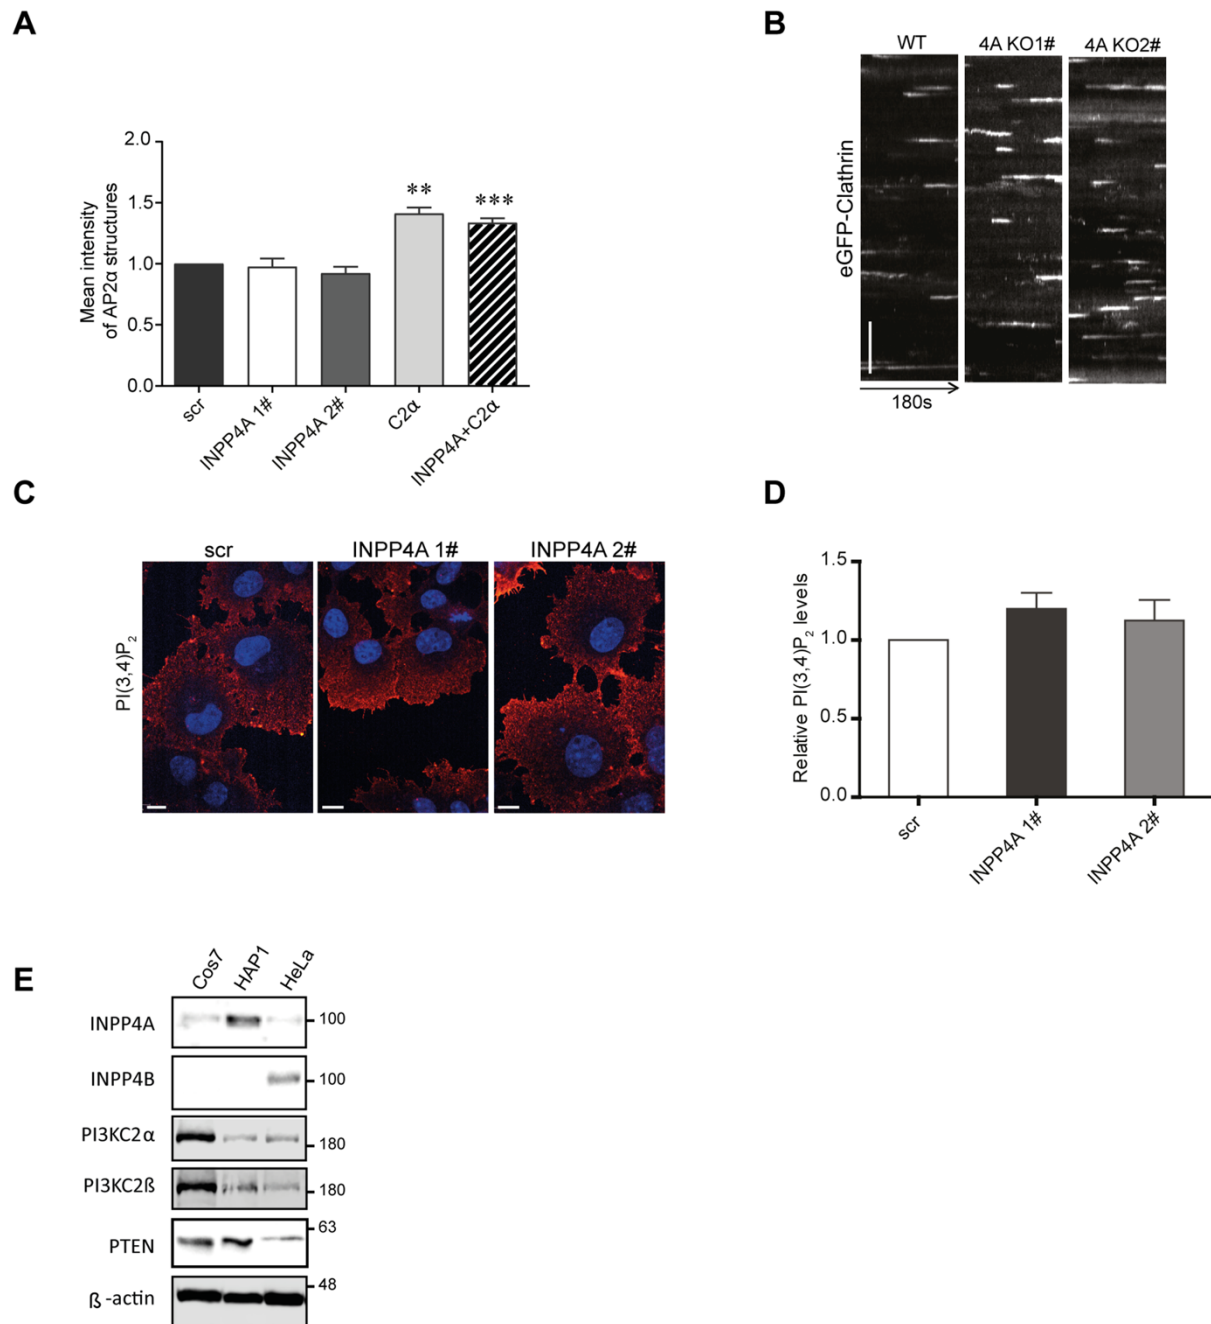 A
Mean intensity
of AP2α structures
2.0
1.5
1.0
0.5
0.0
**
***
scr
INPP4A 1#
INPP4A 2#
C2α
INPP4A+C2α
B
WT
4A KO1#
4A KO2#
eGFP-Clathrin
180s
C
scr
INPP4A 1#
INPP4A 2#
PI(3,4)P₂
D
Relative PI(3,4)P₂ levels
1.5
1.0
0.5
0.0
scr
INPP4A 1#
INPP4A 2#
E
Cos7
HAP1
HeLa
INPP4A
100
INPP4B
100
PI3KC2α
180
PI3KC2ß
180
63
PTEN
48
ß-actin